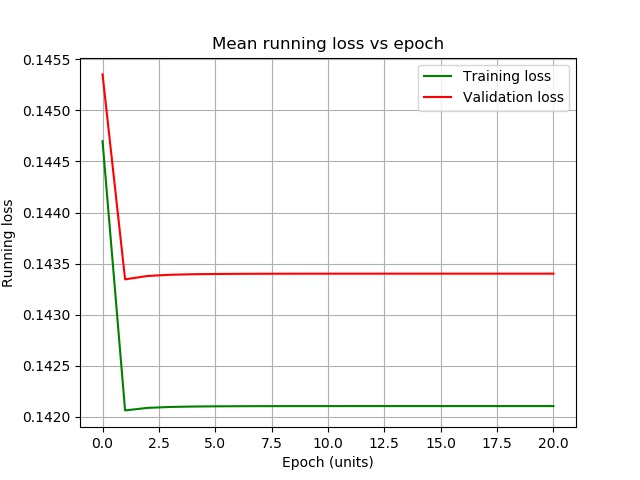 Mean running loss vs epoch
0.1455
0.1450
0.1445
0.1440
0.1435
0.1430
0.1425
0.1420
Running loss
Training loss
Validation loss
0.0 2.5 5.0 7.5 10.0 12.5 15.0 17.5 20.0
Epoch (units)